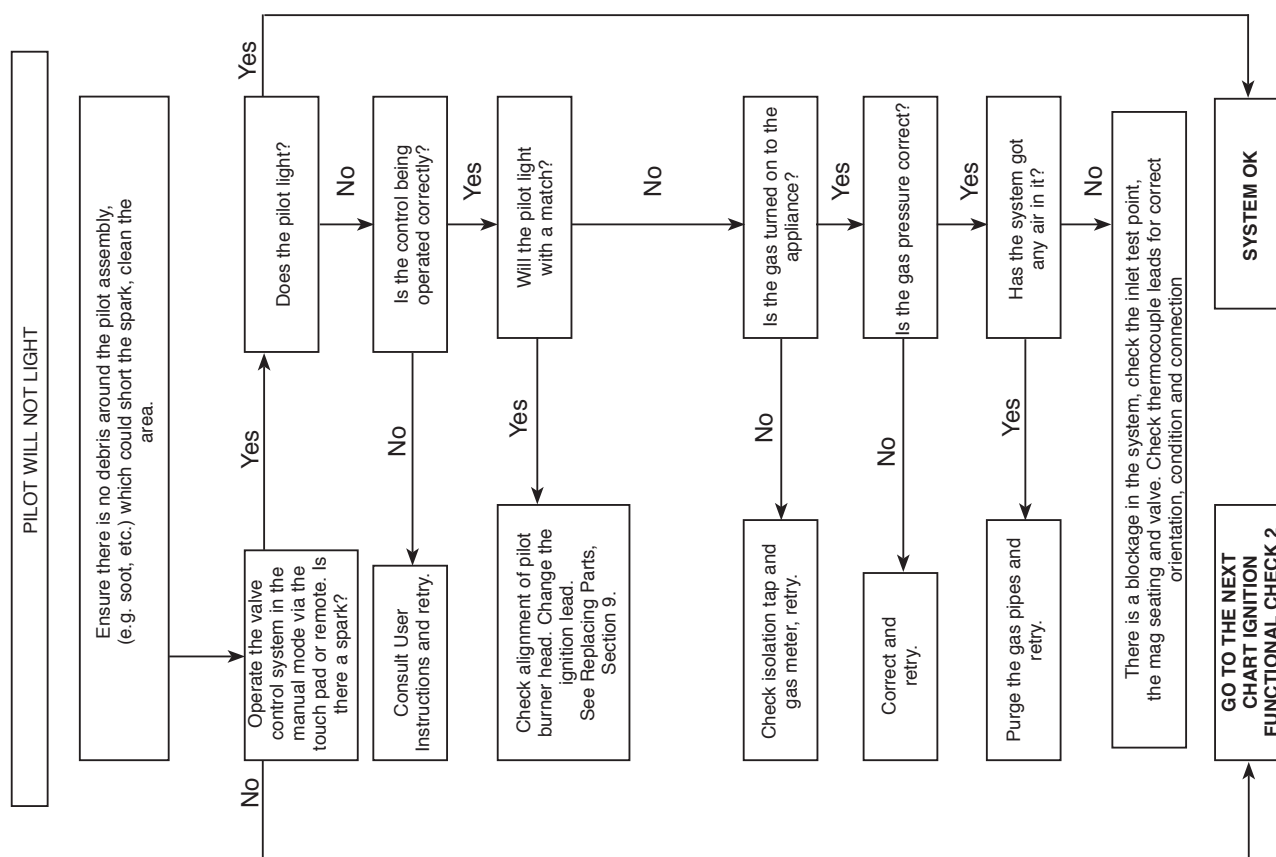 PILOT WILL NOT LIGHT
Ensure there is no debris around the pilot assembly,
(e.g. soot, etc.) which could short the spark, clean the
area.
Operate the valve
control system in the
manual mode via the
touch pad or remote. Is
there a spark?
Yes
No
Does the pilot light?
Yes
No
Is the control being
operated correctly?
No
Consult User
Instructions and retry.
Yes
Will the pilot light
with a match?
Yes
Check alignment of pilot
burner head. Change the
ignition lead.
See Replacing Parts,
Section 9.
No
Is the gas turned on to the
appliance?
No
Check isolation tap and
gas meter, retry.
Yes
Is the gas pressure correct?
No
Correct and
retry.
Yes
Has the system got
any air in it?
Yes
Purge the gas pipes and
retry.
No
There is a blockage in the system, check the inlet test point,
the mag seating and valve. Check thermocouple leads for correct
orientation, condition and connection
GO TO THE NEXT
CHART IGNITION
FUNCTIONAL CHECK 2
SYSTEM OK